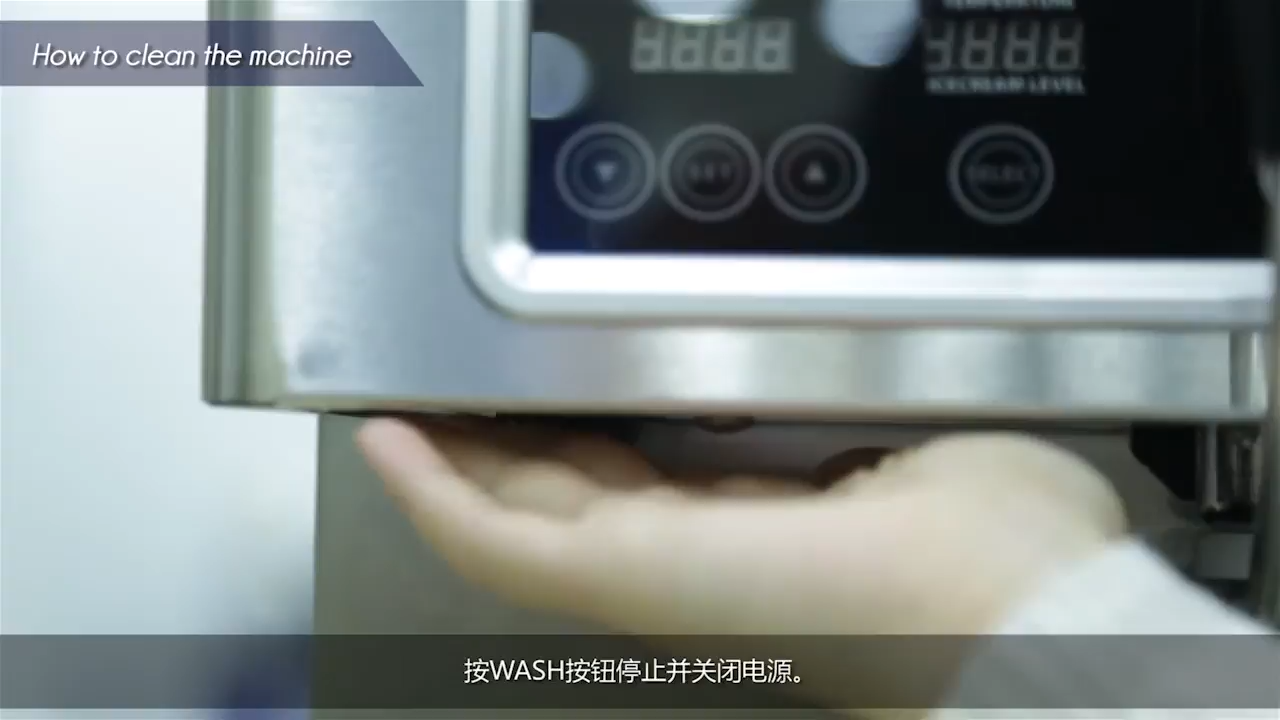 How to clean the machine
TEMPERATURE
8888
8888
ICECREAM LEVEL
SET
SELECT
按WASH按钮停止并关闭电源。